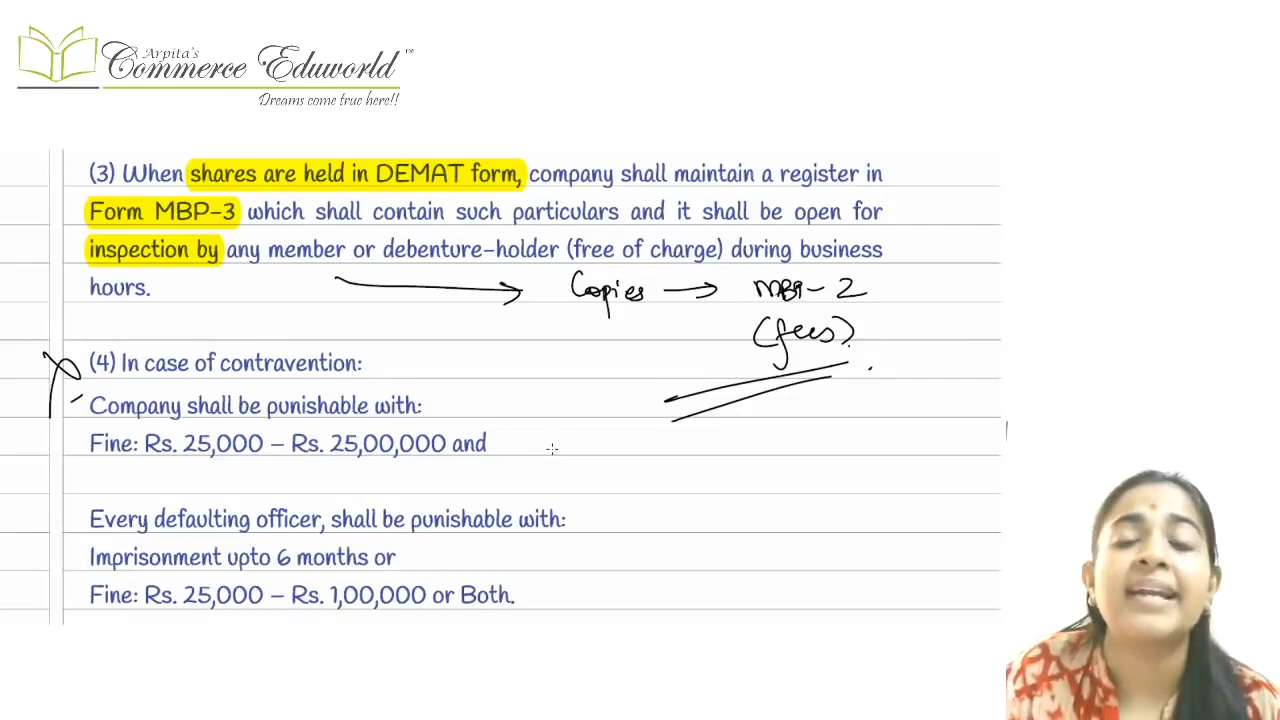 Arpita's
Commerce Eduworld™
Dreams come true here!!
(3) When shares are held in DEMAT form, company shall maintain a register in
Form MBP-3 which shall contain such particulars and it shall be open for
inspection by any member or debenture-holder (free of charge) during business
hours.
Copies → MBP-2
(fees)
(4) In case of contravention:
Company shall be punishable with:
Fine: Rs. 25,000 – Rs. 25,00,000 and
Every defaulting officer, shall be punishable with:
Imprisonment upto 6 months or
Fine: Rs. 25,000 – Rs. 1,00,000 or Both.